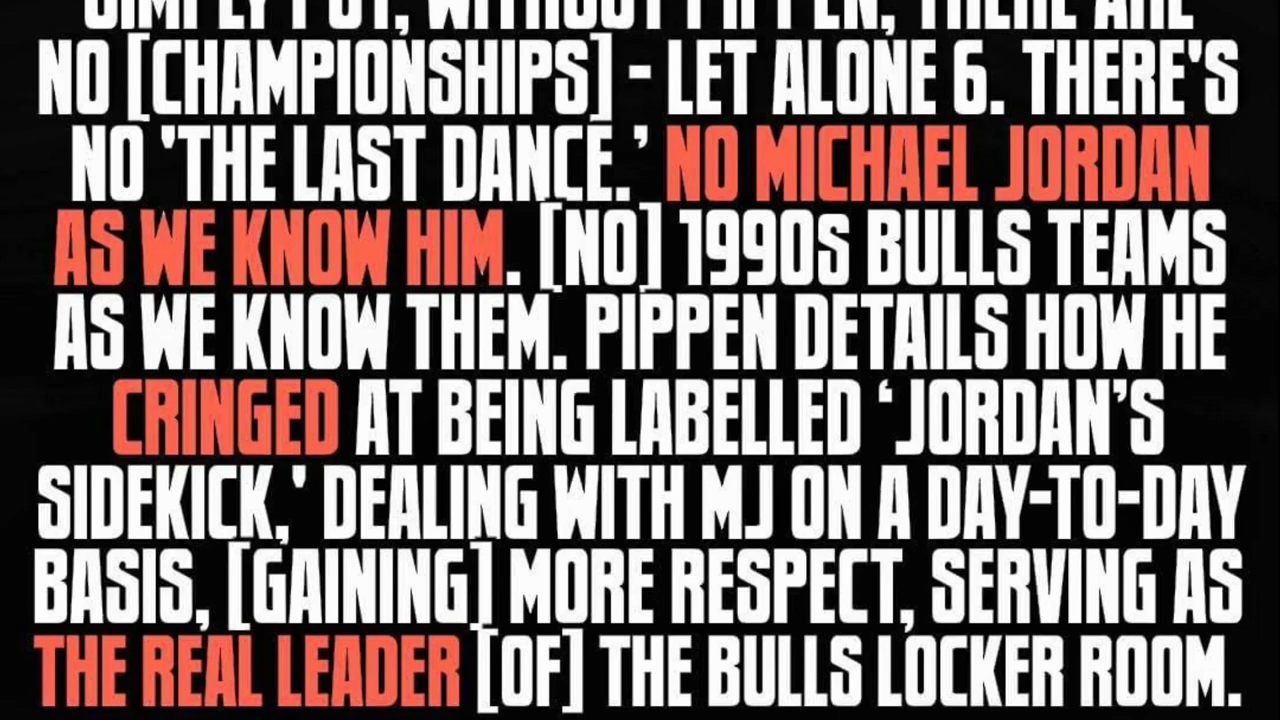 SIMPLY PUT, WITHOUT PIPPEN, THERE ARE
NO [CHAMPIONSHIPS] - LET ALONE 6. THERE'S
NO 'THE LAST DANCE.’ NO MICHAEL JORDAN
AS WE KNOW HIM. [NO] 1990S BULLS TEAMS
AS WE KNOW THEM. PIPPEN DETAILS HOW HE
CRINGED AT BEING LABELLED ‘JORDAN’S
SIDEKICK,' DEALING WITH MJ ON A DAY-TO-DAY
BASIS, [GAINING] MORE RESPECT, SERVING AS
THE REAL LEADER [OF] THE BULLS LOCKER ROOM.